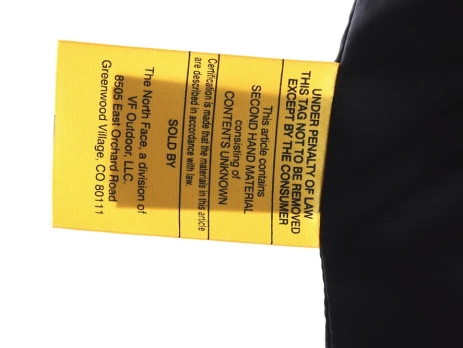 UNDER PENALTY OF LAW
THIS TAG NOT TO BE REMOVED
EXCEPT BY THE CONSUMER
This article contains
SECOND HAND MATERIAL
consisting of
CONTENTS UNKNOWN
Certification is made that the materials in this article
are described in accordance with law.
SOLD BY
The North Face, a division of
VF Outdoor, LLC.
8505 East Orchard Road
Greenwood Village, CO 80111